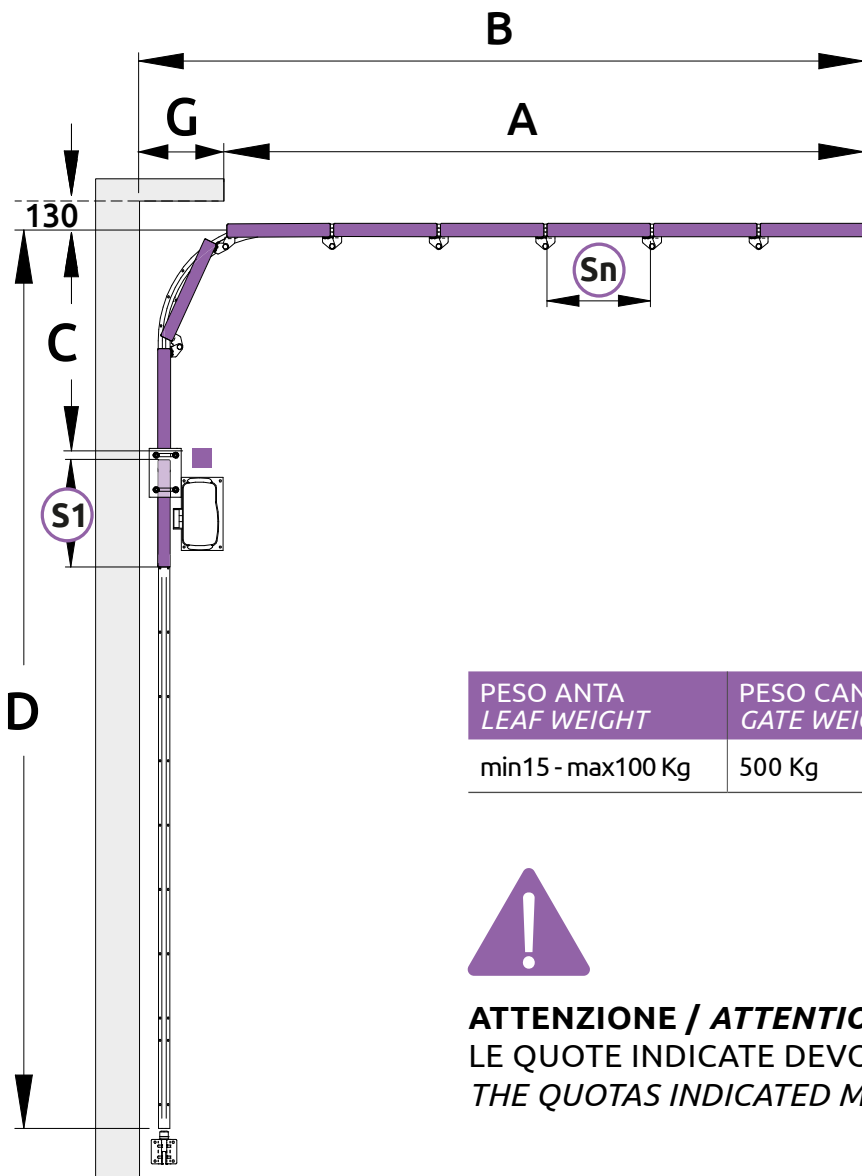 B
G
A
130
Sn
C
S1
D
PESO ANTA
LEAF WEIGHT
PESO CAN
GATE WEIG
min15 - max100 Kg
500 Kg
ATTENZIONE / ATTENTIO
LE QUOTE INDICATE DEVO
THE QUOTAS INDICATED M